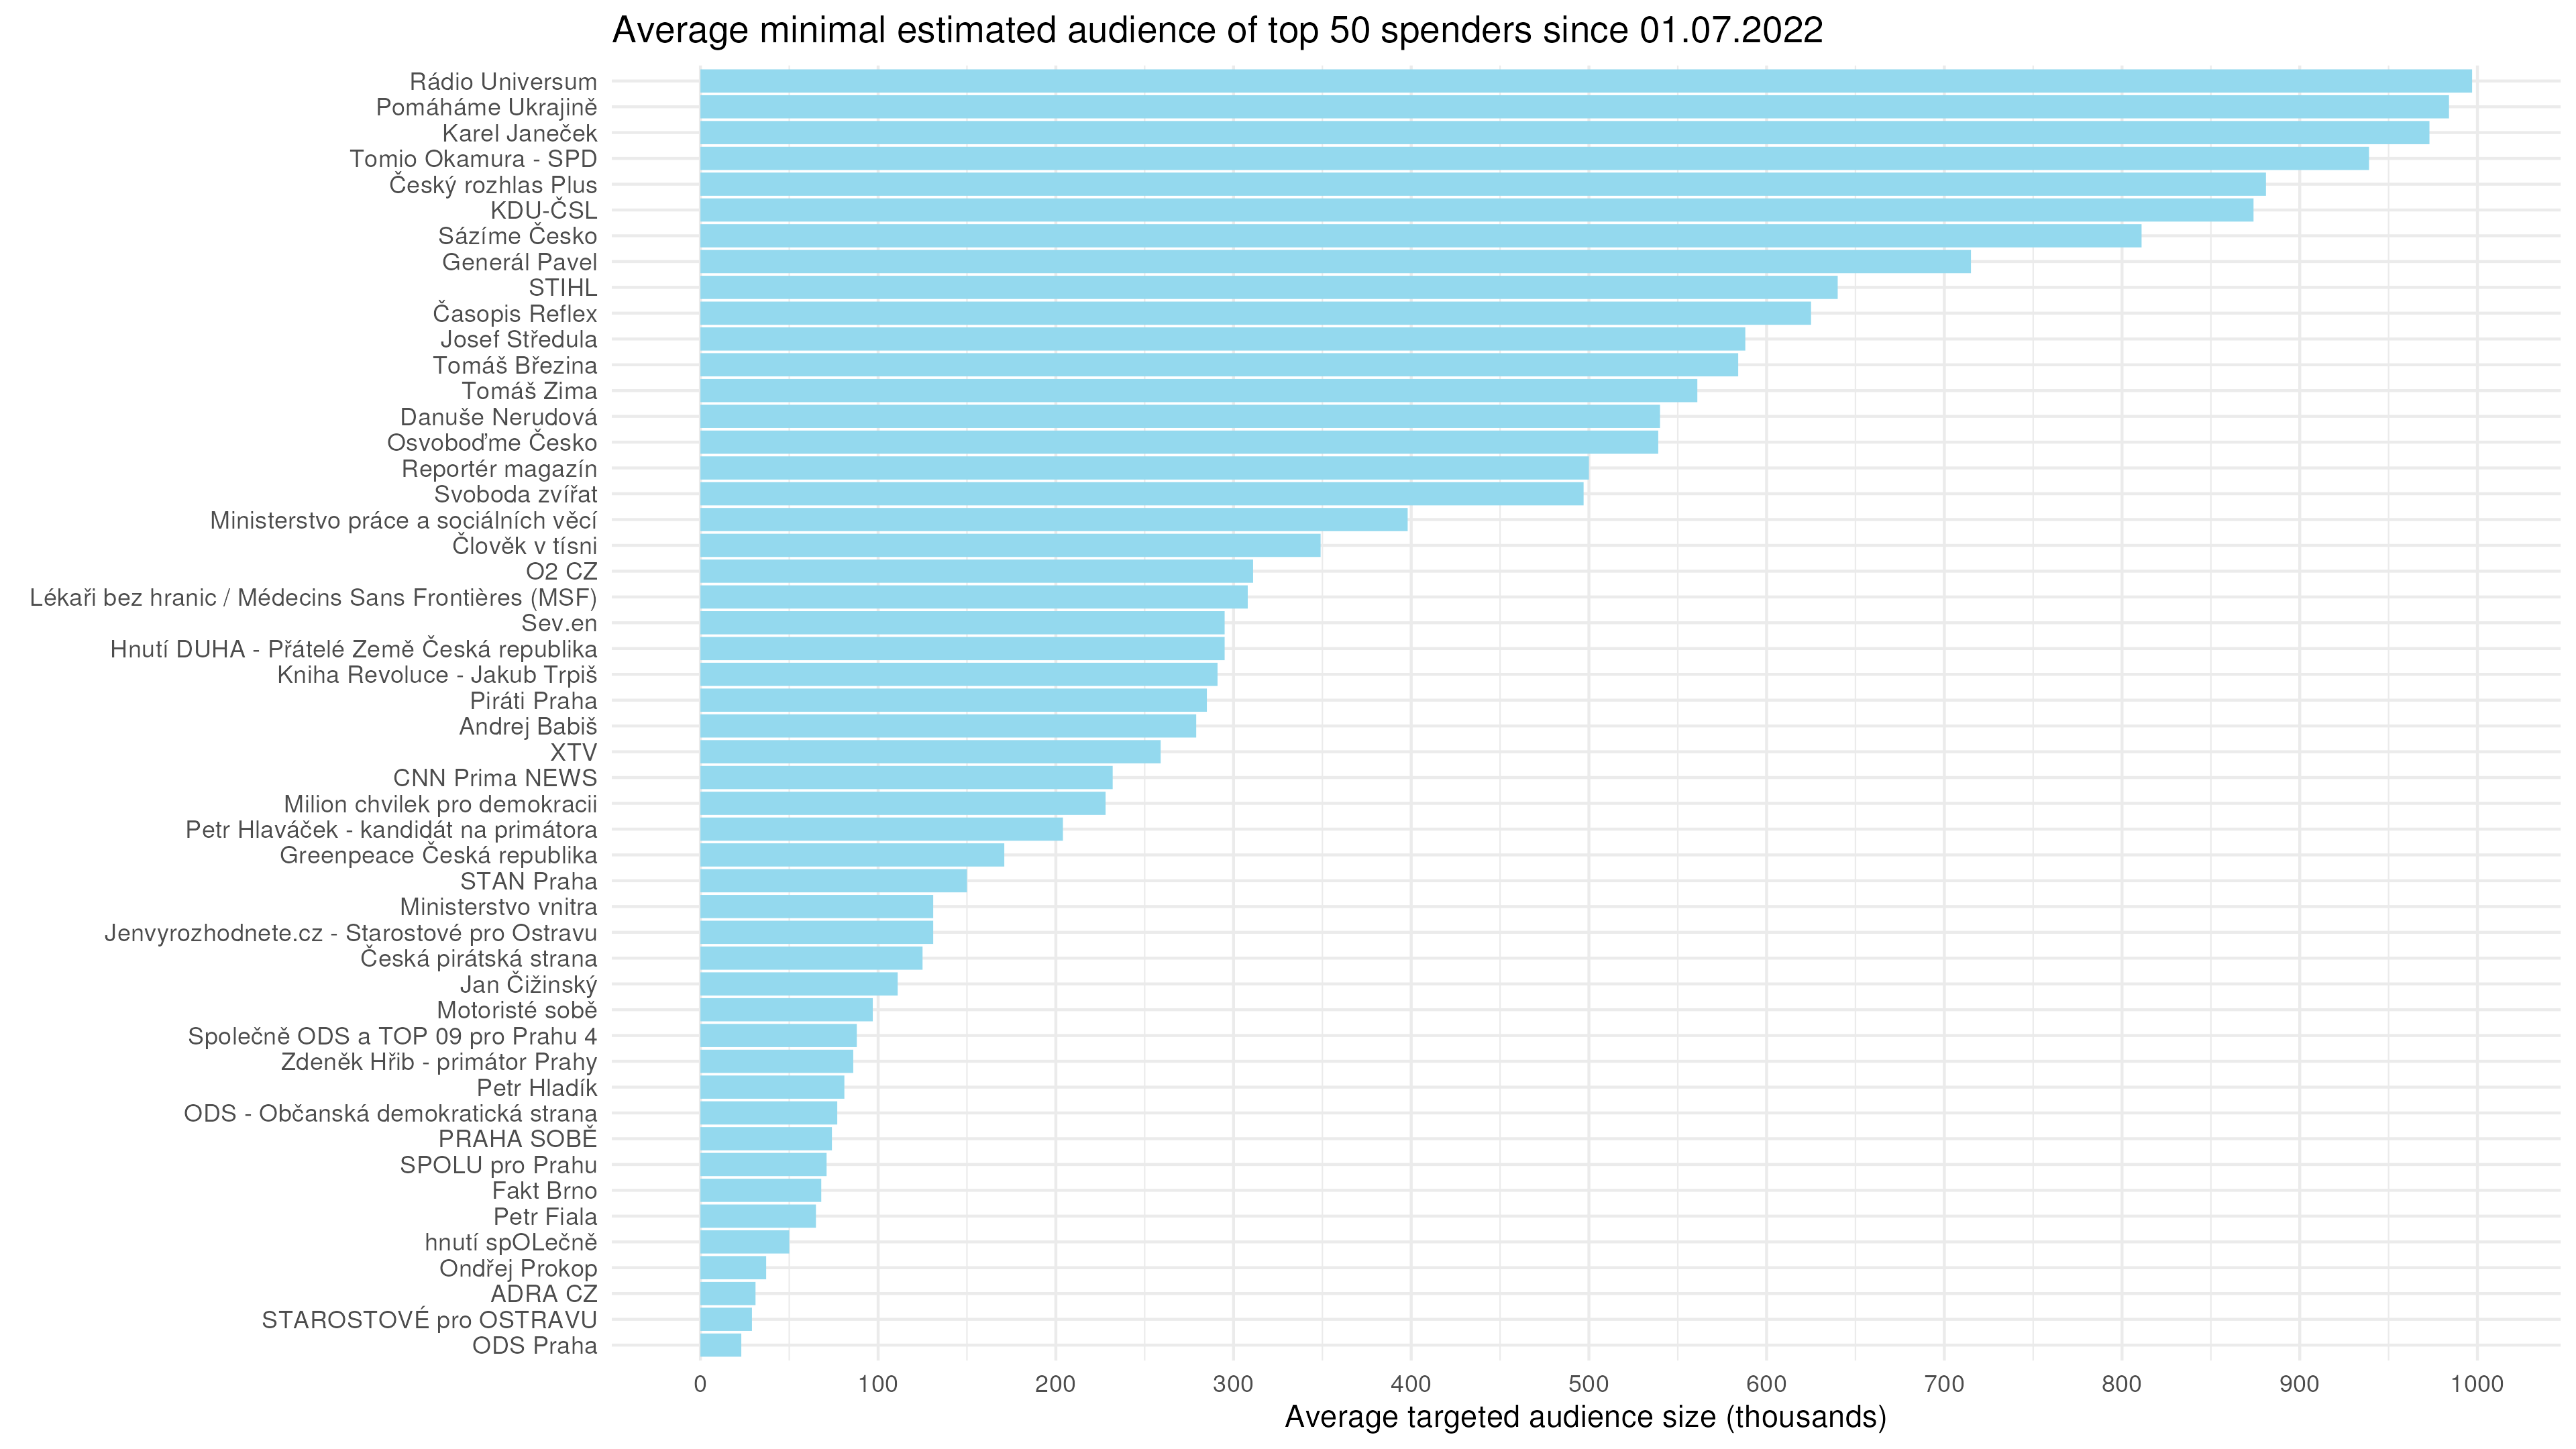 Average minimal estimated audience of top 50 spenders since 01.07.2022
Rádio Universum
Pomáháme Ukrajině
Karel Janeček
Tomio Okamura - SPD
Český rozhlas Plus
KDU-ČSL
Sázíme Česko
Generál Pavel
STIHL
Časopis Reflex
Josef Středula
Tomáš Březina
Tomáš Zima
Danuše Nerudová
Osvoboďme Česko
Reportér magazín
Svoboda zvířat
Ministerstvo práce a sociálních věcí
Člověk v tísni
O2 CZ
Lékaři bez hranic / Médecins Sans Frontières (MSF)
Sev.en
Hnutí DUHA - Přátelé Země Česká republika
Kniha Revoluce - Jakub Trpiš
Piráti Praha
Andrej Babiš
XTV
CNN Prima NEWS
Milion chvilek pro demokracii
Petr Hlaváček - kandidát na primátora
Greenpeace Česká republika
STAN Praha
Ministerstvo vnitra
Jenvyrozhodnete.cz - Starostové pro Ostravu
Česká pirátská strana
Jan Čižinský
Motoristé sobě
Společně ODS a TOP 09 pro Prahu 4
Zdeněk Hřib - primátor Prahy
Petr Hladík
ODS - Občanská demokratická strana
PRAHA SOBĚ
SPOLU pro Prahu
Fakt Brno
Petr Fiala
hnutí spOLečně
Ondřej Prokop
ADRA CZ
STAROSTOVÉ pro OSTRAVU
ODS Praha
0 100 200 300 400 500 600 700 800 900 1000
Average targeted audience size (thousands)